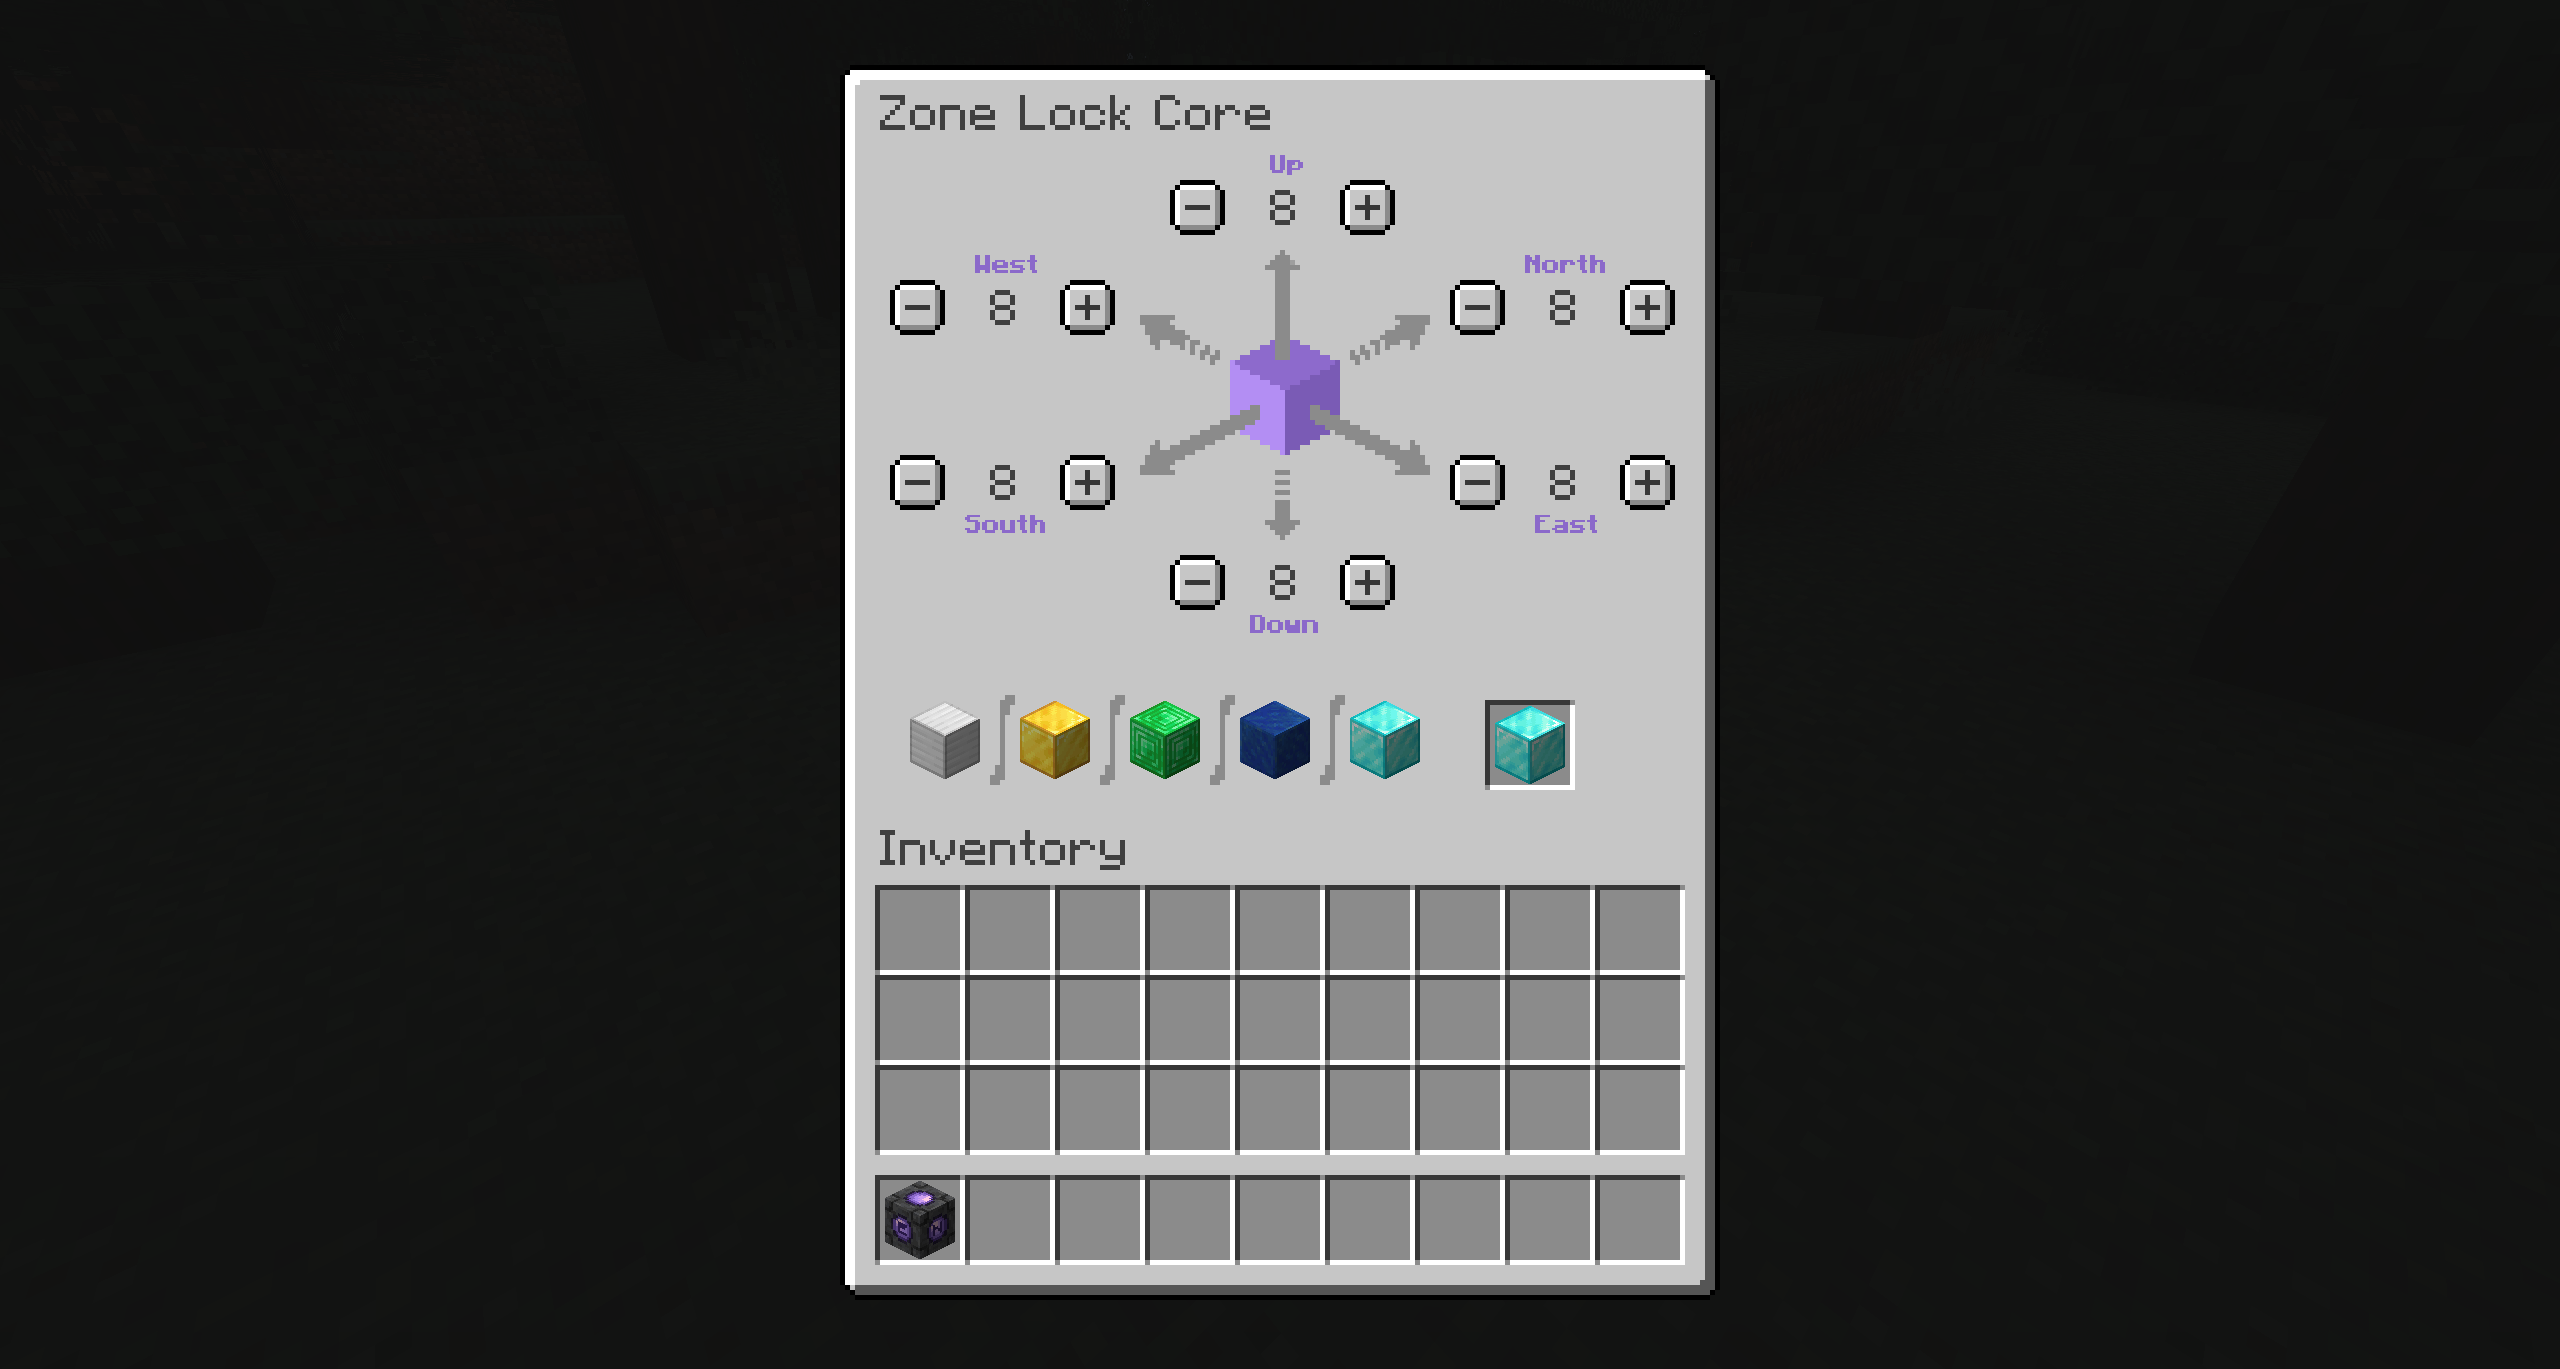 Zone Lock Core
Up
− 8 +
West
North
− 8 +
− 8 +
− 8 +
− 8 +
South
East
− 8 +
Down
Inventory